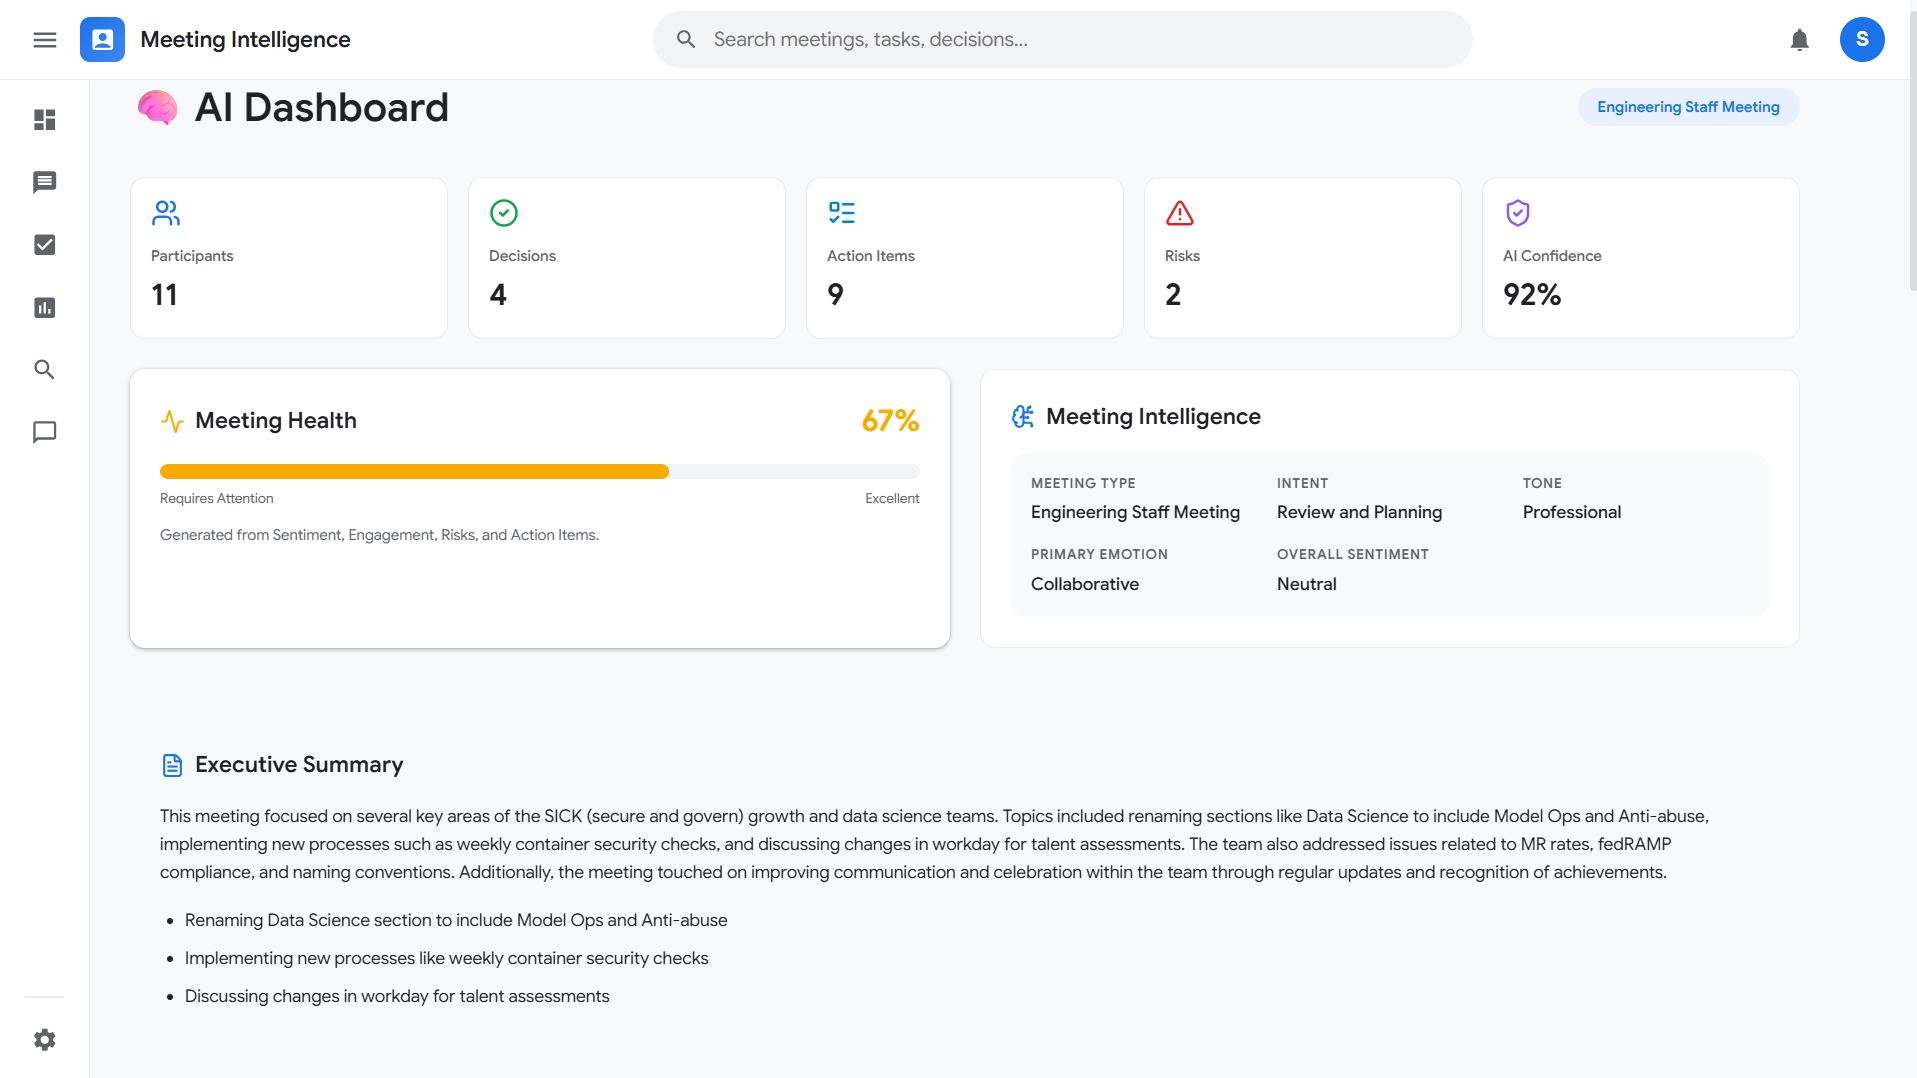 Meeting Intelligence
Search meetings, tasks, decisions...
S
AI Dashboard
Engineering Staff Meeting
Participants
11
Decisions
4
Action Items
9
Risks
2
AI Confidence
92%
Meeting Health
67%
Requires Attention
Excellent
Generated from Sentiment, Engagement, Risks, and Action Items.
Meeting Intelligence
MEETING TYPE
Engineering Staff Meeting
INTENT
Review and Planning
TONE
Professional
PRIMARY EMOTION
Collaborative
OVERALL SENTIMENT
Neutral
Executive Summary
This meeting focused on several key areas of the SICK (secure and govern) growth and data science teams. Topics included renaming sections like Data Science to include Model Ops and Anti-abuse,
implementing new processes such as weekly container security checks, and discussing changes in workday for talent assessments. The team also addressed issues related to MR rates, fedRAMP
compliance, and naming conventions. Additionally, the meeting touched on improving communication and celebration within the team through regular updates and recognition of achievements.
• Renaming Data Science section to include Model Ops and Anti-abuse
• Implementing new processes like weekly container security checks
• Discussing changes in workday for talent assessments